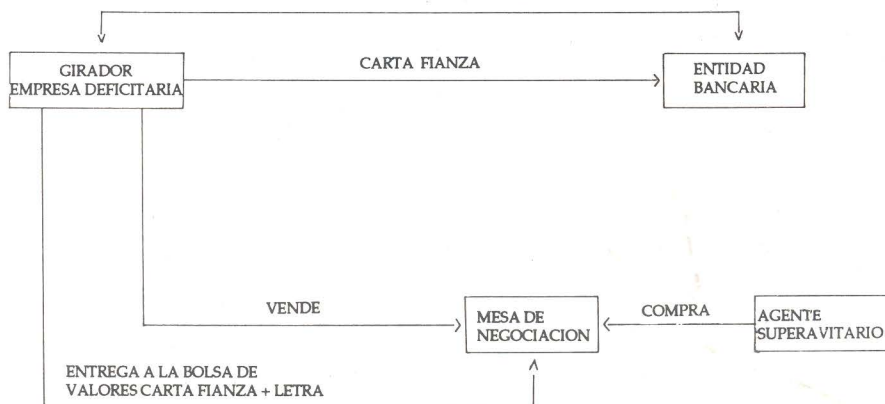 GIRADOR
EMPRESA DEFICITARIA
CARTA FIANZA
ENTIDAD
BANCARIA
VENDE
MESA DE
NEGOCIACION
COMPRA
AGENTE
SUPERAVITARIO
ENTREGA A LA BOLSA DE
VALORES CARTA FIANZA + LETRA